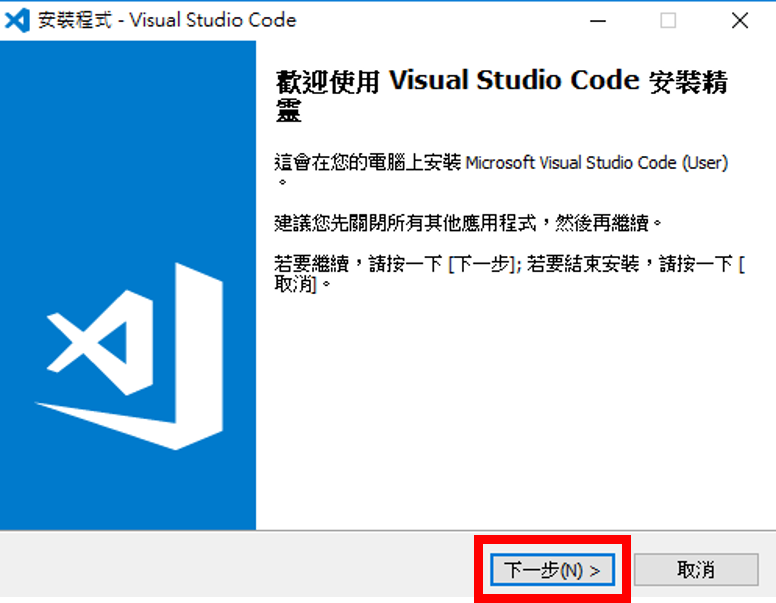 安裝程式 - Visual Studio Code
歡迎使用 Visual Studio Code 安裝精
靈
這會在您的電腦上安裝 Microsoft Visual Studio Code (User)
。
建議您先關閉所有其他應用程式，然後再繼續。
若要繼續，請按一下 [下一步]; 若要結束安裝，請按一下 [
取消]。
下一步(N) >
取消